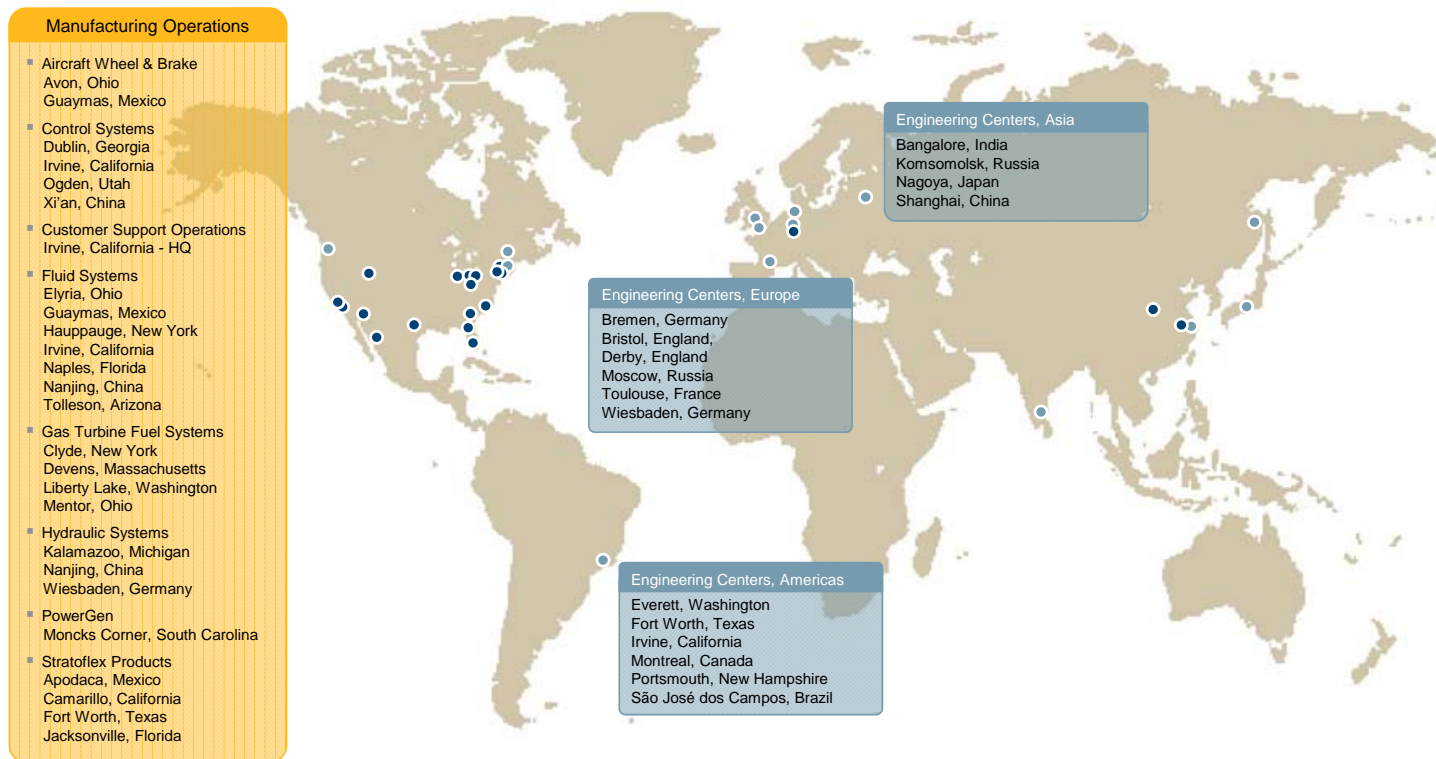 Manufacturing Operations
Aircraft Wheel & Brake
Avon, Ohio
Guaymas, Mexico
Control Systems
Dublin, Georgia
Irvine, California
Ogden, Utah
Xi'an, China
Customer Support Operations
Irvine, California - HQ
Fluid Systems
Elyria, Ohio
Guaymas, Mexico
Hauppauge, New York
Irvine, California
Naples, Florida
Nanjing, China
Tolleson, Arizona
Gas Turbine Fuel Systems
Clyde, New York
Devens, Massachusetts
Liberty Lake, Washington
Mentor, Ohio
Hydraulic Systems
Kalamazoo, Michigan
Nanjing, China
Wiesbaden, Germany
PowerGen
Moncks Corner, South Carolina
Stratoflex Products
Apodaca, Mexico
Camarillo, California
Fort Worth, Texas
Jacksonville, Florida
Engineering Centers, Asia
Bangalore, India
Komsomolsk, Russia
Nagoya, Japan
Shanghai, China
Engineering Centers, Europe
Bremen, Germany
Bristol, England,
Derby, England
Moscow, Russia
Toulouse, France
Wiesbaden, Germany
Engineering Centers, Americas
Everett, Washington
Fort Worth, Texas
Irvine, California
Montreal, Canada
Portsmouth, New Hampshire
São José dos Campos, Brazil